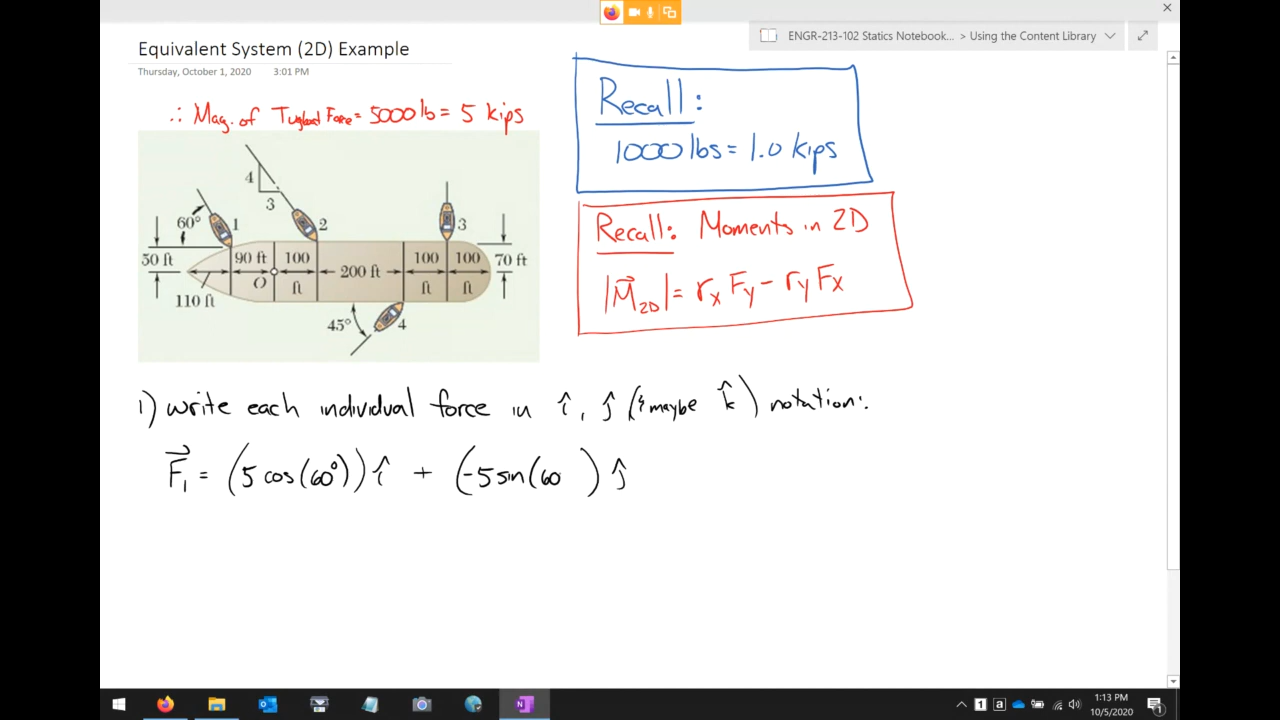 ENGR-213-102 Statics Notebook... > Using the Content Library
Equivalent System (2D) Example
Thursday, October 1, 2020 3:01 PM
∴ Mag. of Tugboat Force = 5000 lb = 5 kips
Recall:
1000 lbs = 1.0 kips
4
3
60°
1
2
3
50 ft
90 ft
100
ft
200 ft
100
ft
100
ft
70 ft
O
110 ft
45°
4
Recall: Moments in 2D
|M⃗2D| = rx Fy - ry Fx
1) write each individual force in î, ĵ (& maybe k̂) notation:
F⃗1 = (5 cos(60°)) î + (-5 sin(60 ) ĵ
1:13 PM
10/5/2020